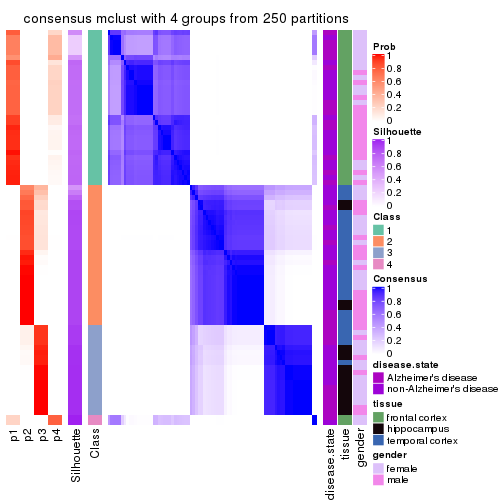 consensus mclust with 4 groups from 250 partitions
Prob
1
0.8
0.6
0.4
0.2
0
Silhouette
1
0.8
0.6
0.4
0.2
0
Class
1
2
3
4
Consensus
1
0.8
0.6
0.4
0.2
0
disease.state
Alzheimer's disease
non-Alzheimer's disease
tissue
frontal cortex
hippocampus
temporal cortex
gender
female
male
p1
p2
p3
p4
Silhouette
Class
disease.state
tissue
gender